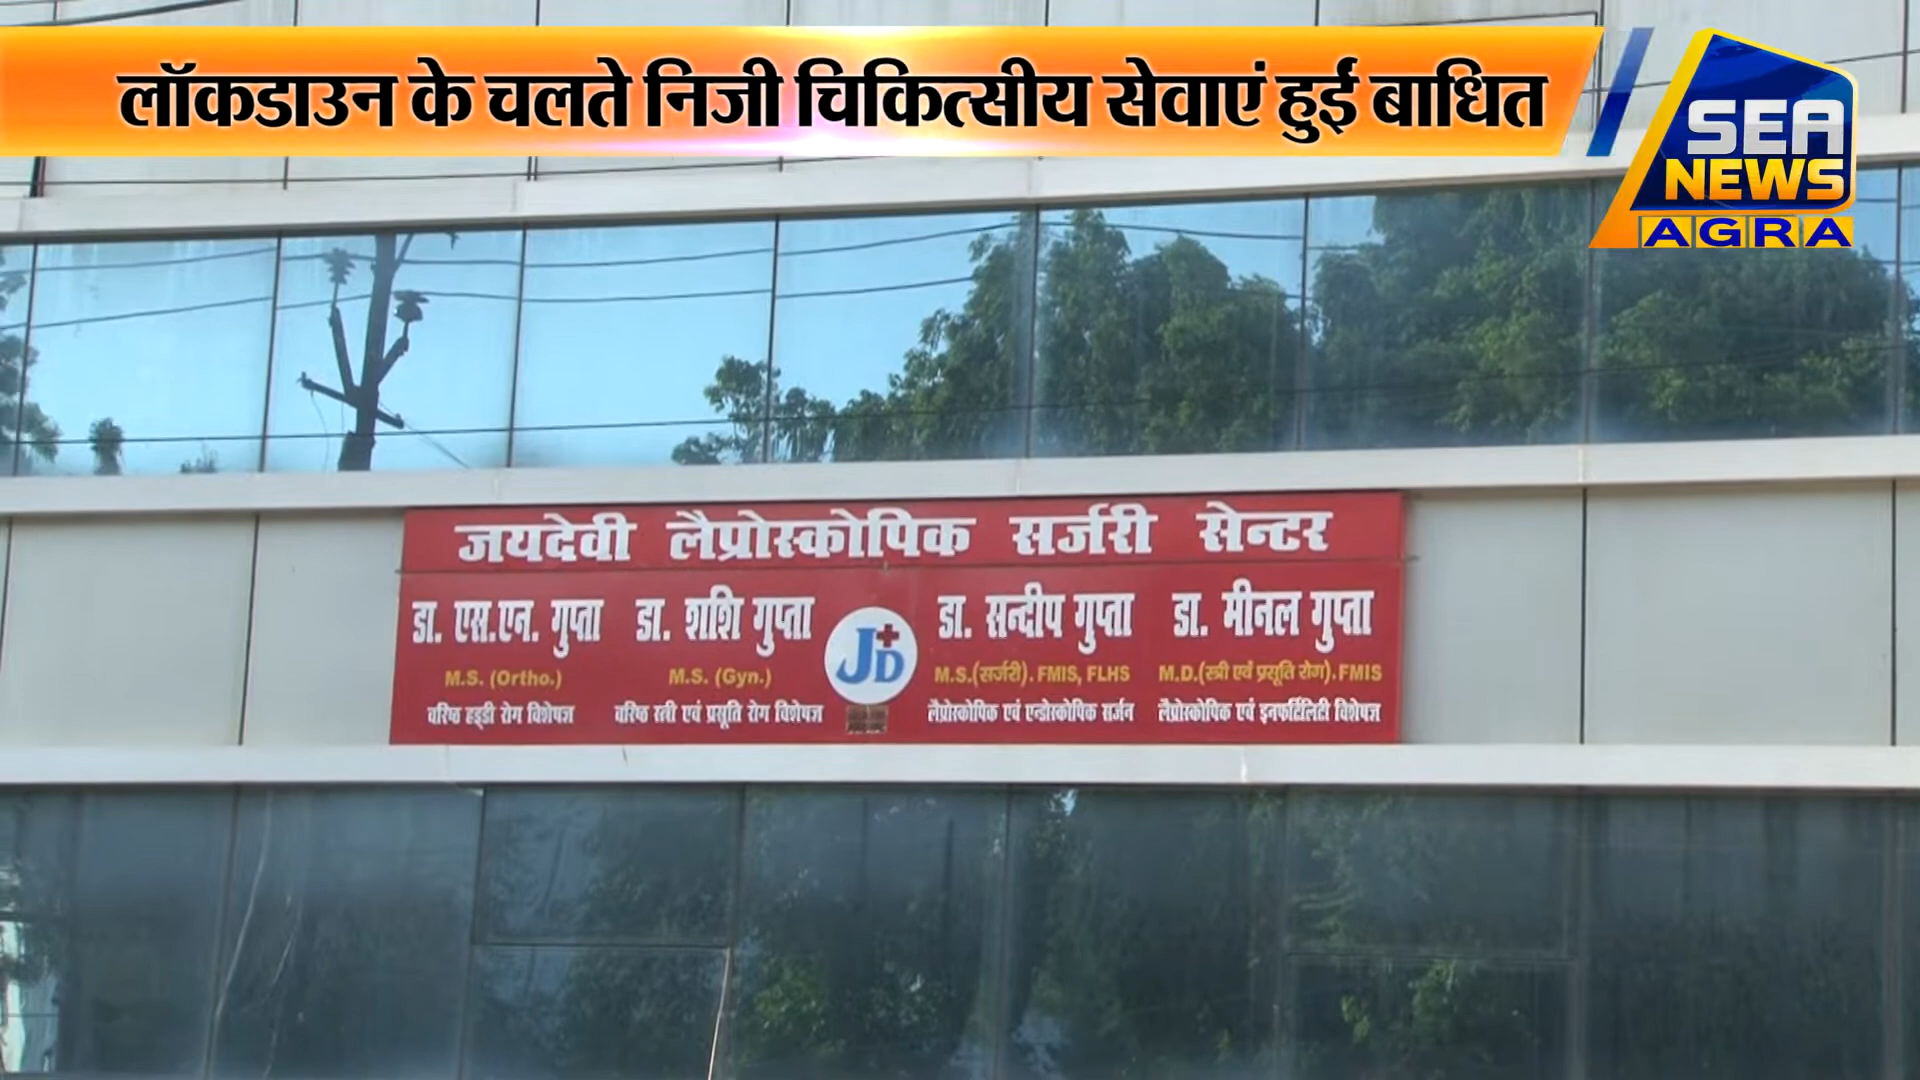 लॉकडाउन के चलते निजी चिकित्सीय सेवाएं हुईं बाधित
SEA
NEWS
AGRA
जयदेवी लैप्रोस्कोपिक सर्जरी सेन्टर
डा. एस.एन. गुप्ता डा. शशि गुप्ता JD डा. सन्दीप गुप्ता डा. मीनल गुप्ता
M.S. (Ortho.) M.S. (Gyn.) M.S.(सर्जरी). FMIS, FLHS M.D.(स्त्री एवं प्रसूति रोग). FMIS
वरिष्ठ हड्डी रोग विशेषज्ञ वरिष्ठ स्त्री एवं प्रसूति रोग विशेषज्ञ लैप्रोस्कोपिक एवं एन्डोस्कोपिक सर्जन लैप्रोस्कोपिक एवं इनफर्टिलिटी विशेषज्ञ